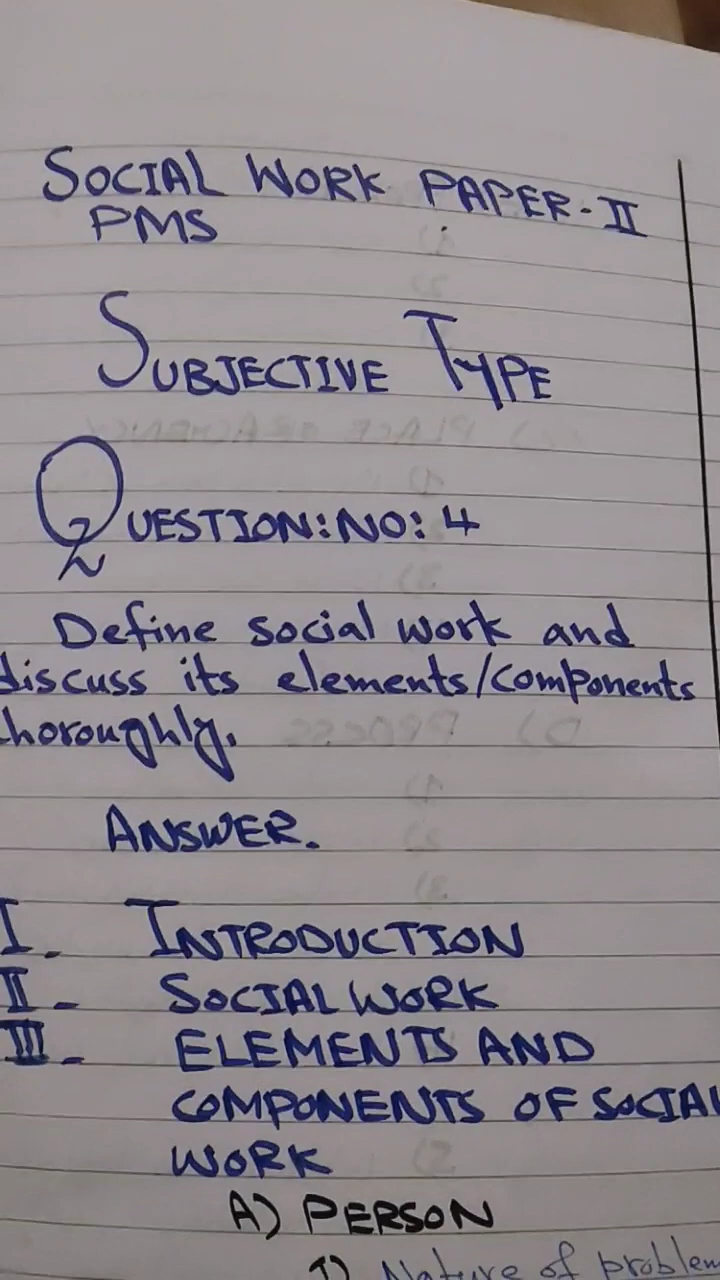 SOCIAL WORK PAPER-II
PMS
SUBJECTIVE TYPE
QUESTION:NO: 4
Define social work and
discuss its elements/components
thoroughly.
ANSWER.
I. INTRODUCTION
II- SOCIAL WORK
III- ELEMENTS AND
COMPONENTS OF SOCIAL
WORK
A) PERSON
1) Nature of problem